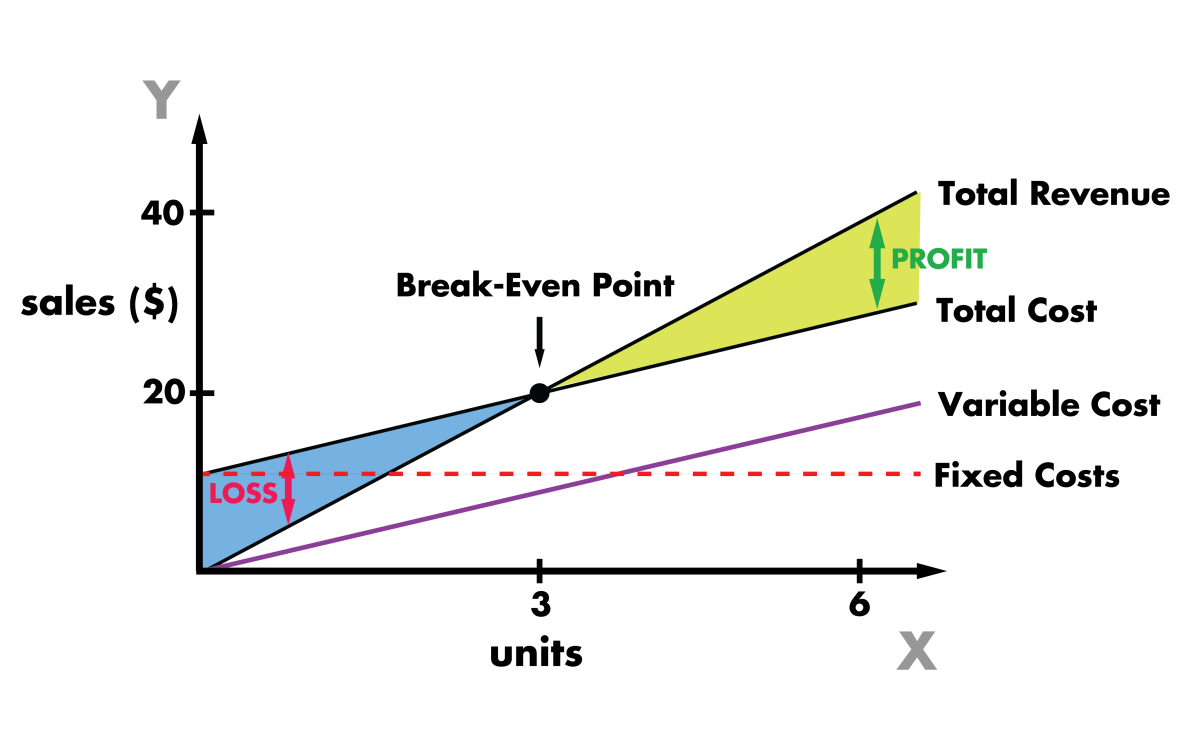 Y
40
Total Revenue
PROFIT
Break-Even Point
sales ($)
Total Cost
20
Variable Cost
LOSS
Fixed Costs
3
6
units
X